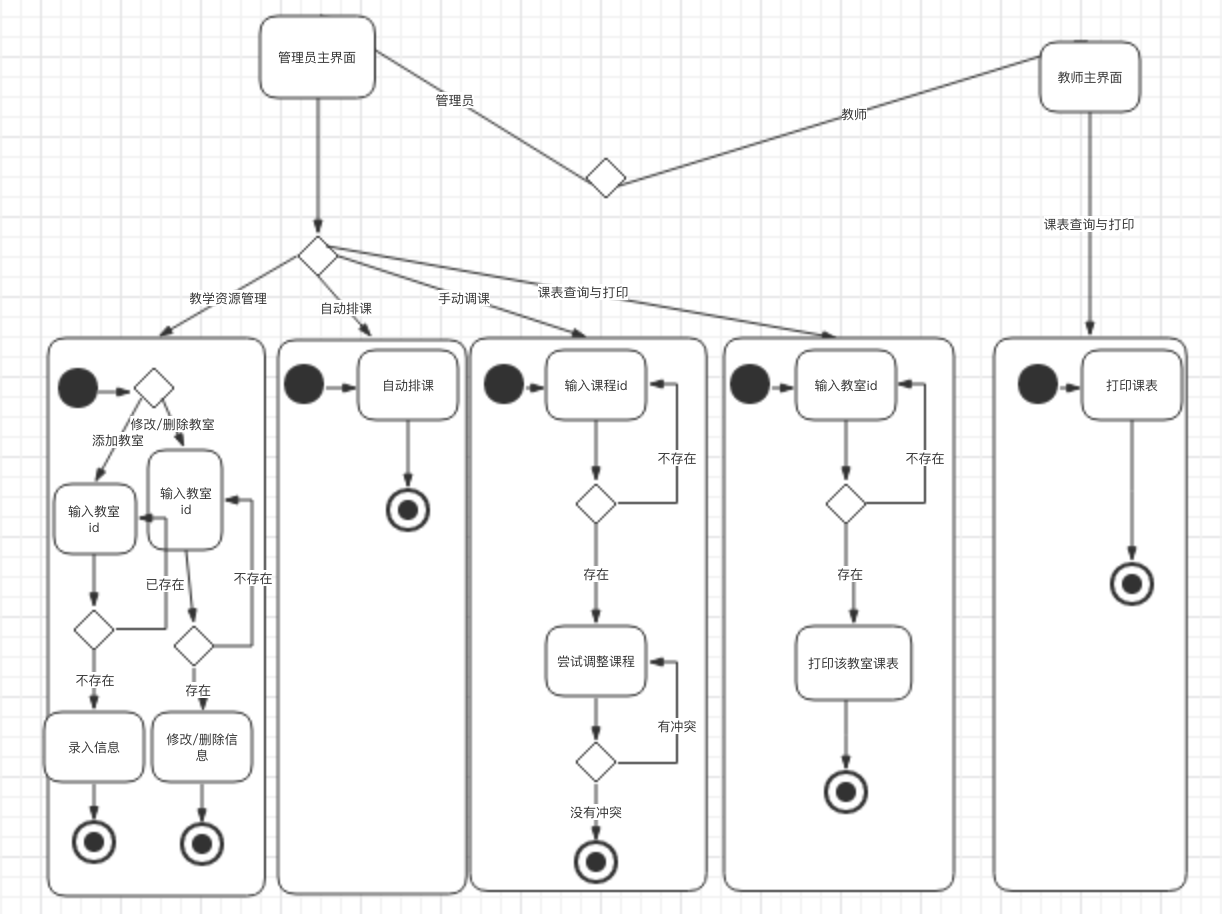 管理员主界面
教师主界面
管理员
教师
课表查询与打印
教学资源管理
自动排课
手动调课
课表查询与打印
修改/删除教室
添加教室
输入教室
id
输入教室
id
已存在
不存在
不存在
存在
录入信息
修改/删除信
息
自动排课
输入课程id
不存在
存在
尝试调整课程
有冲突
没有冲突
输入教室id
不存在
存在
打印该教室课表
打印课表